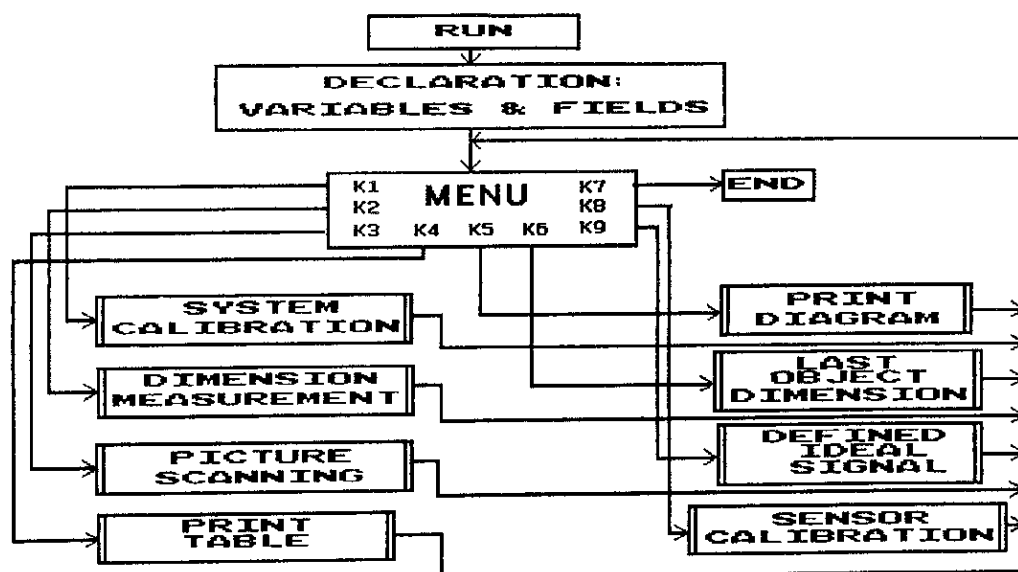 RUN
DECLARATION:
VARIABLES & FIELDS
K1 MENU K7
K2 K8
K3 K4 K5 K6 K9
END
SYSTEM
CALIBRATION
PRINT
DIAGRAM
DIMENSION
MEASUREMENT
LAST
OBJECT
DIMENSION
PICTURE
SCANNING
DEFINED
IDEAL
SIGNAL
PRINT
TABLE
SENSOR
CALIBRATION